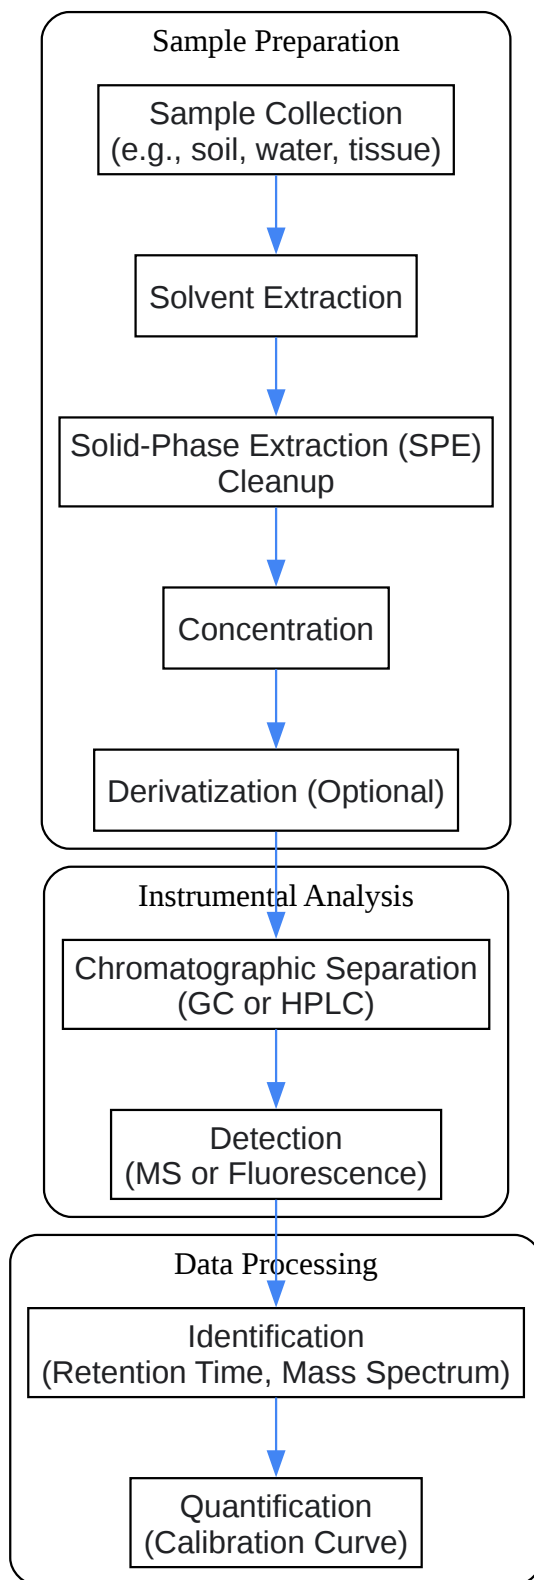 Sample Preparation
Sample Collection
(e.g., soil, water, tissue)
Solvent Extraction
Solid-Phase Extraction (SPE)
Cleanup
Concentration
Derivatization (Optional)
Instrumental Analysis
Chromatographic Separation
(GC or HPLC)
Detection
(MS or Fluorescence)
Data Processing
Identification
(Retention Time, Mass Spectrum)
Quantification
(Calibration Curve)